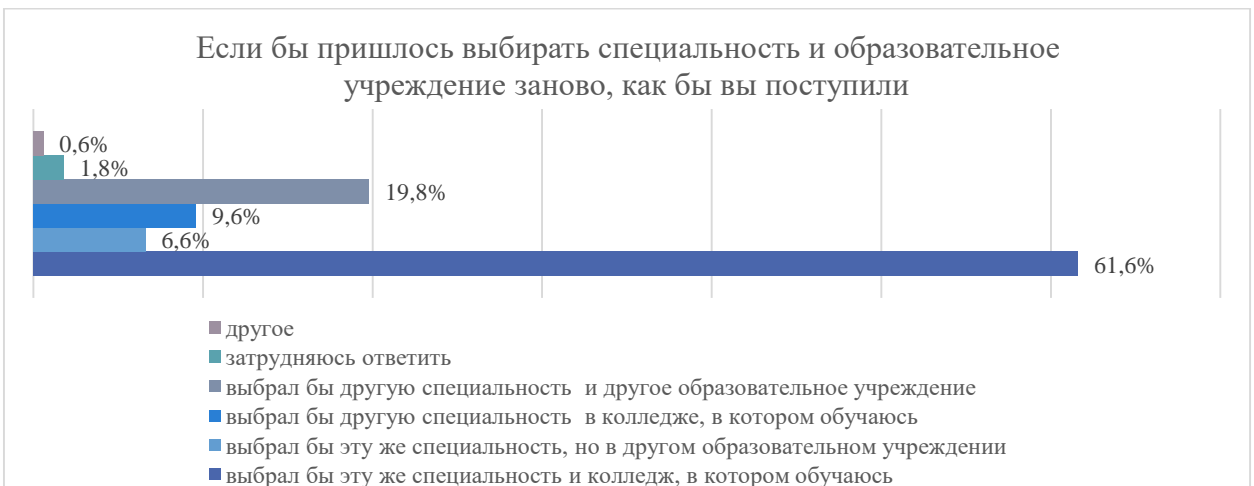 Если бы пришлось выбирать специальность и образовательное
учреждение заново, как бы вы поступили
0,6%
1,8%
19,8%
9,6%
6,6%
61,6%
другое
затрудняюсь ответить
выбрал бы другую специальность и другое образовательное учреждение
выбрал бы другую специальность в колледже, в котором обучаюсь
выбрал бы эту же специальность, но в другом образовательном учреждении
выбрал бы эту же специальность и колледж, в котором обучаюсь